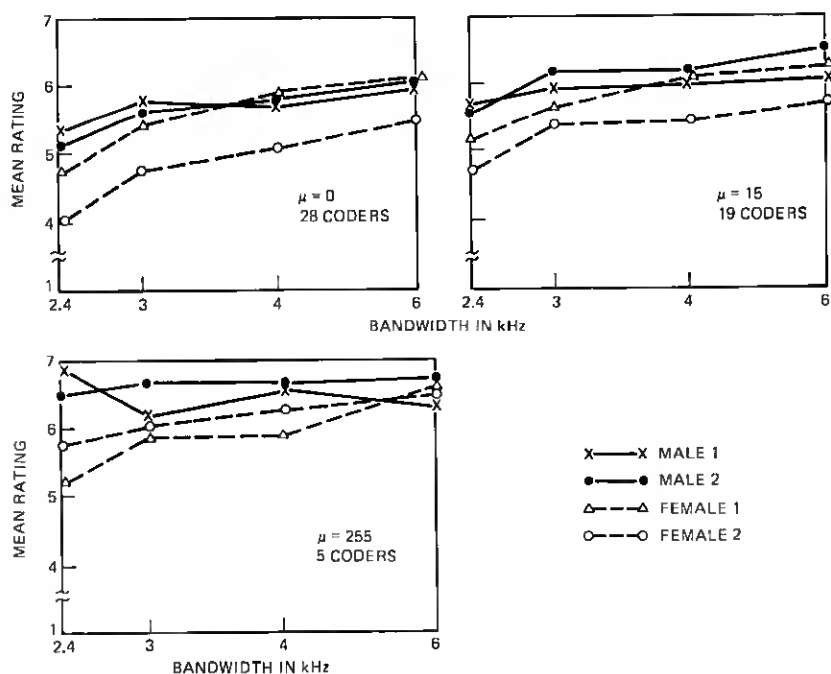 7
6
5
4
1
MEAN RATING
μ = 0
28 CODERS
2.4 3 4 6
μ = 15
19 CODERS
2.4 3 4 6
BANDWIDTH IN kHz
7
6
5
4
1
MEAN RATING
μ = 255
5 CODERS
2.4 3 4 6
BANDWIDTH IN kHz
MALE 1
MALE 2
FEMALE 1
FEMALE 2